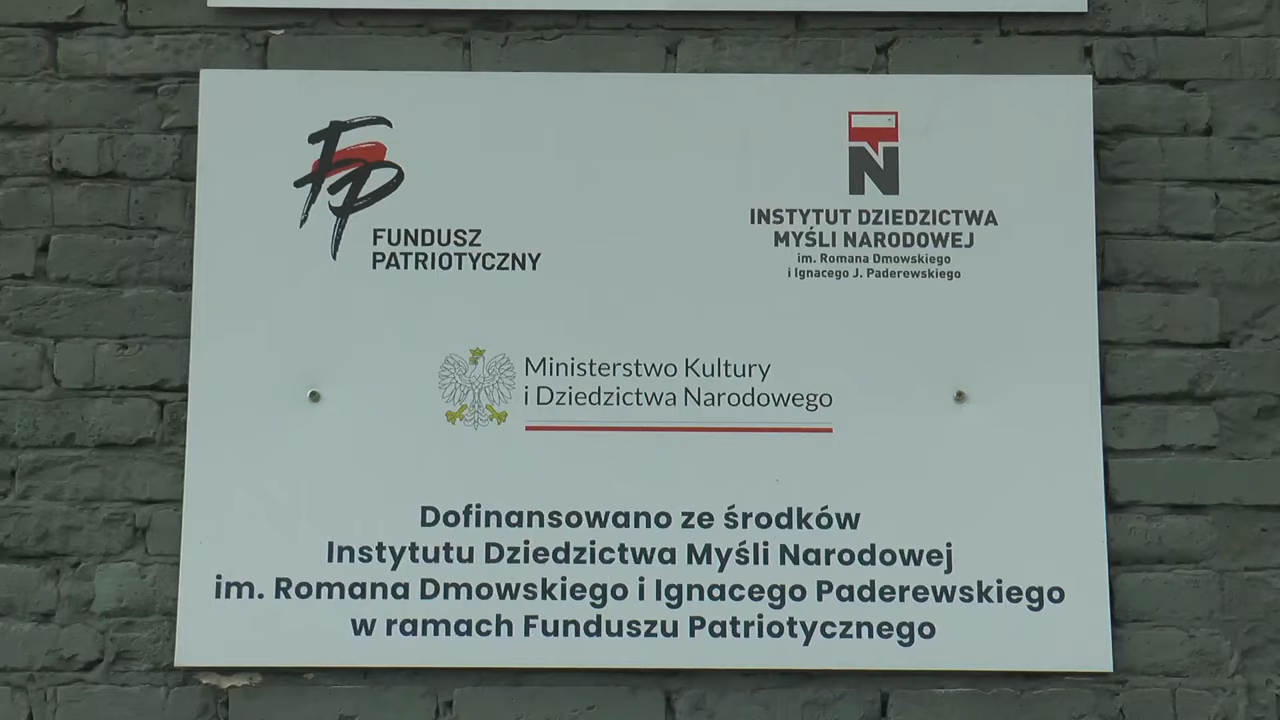 FP
FUNDUSZ
PATRIOTYCZNY
N
INSTYTUT DZIEDZICTWA
MYŚLI NARODOWEJ
im. Romana Dmowskiego
i Ignacego J. Paderewskiego
Ministerstwo Kultury
i Dziedzictwa Narodowego
Dofinansowano ze środków
Instytutu Dziedzictwa Myśli Narodowej
im. Romana Dmowskiego i Ignacego Paderewskiego
w ramach Funduszu Patriotycznego